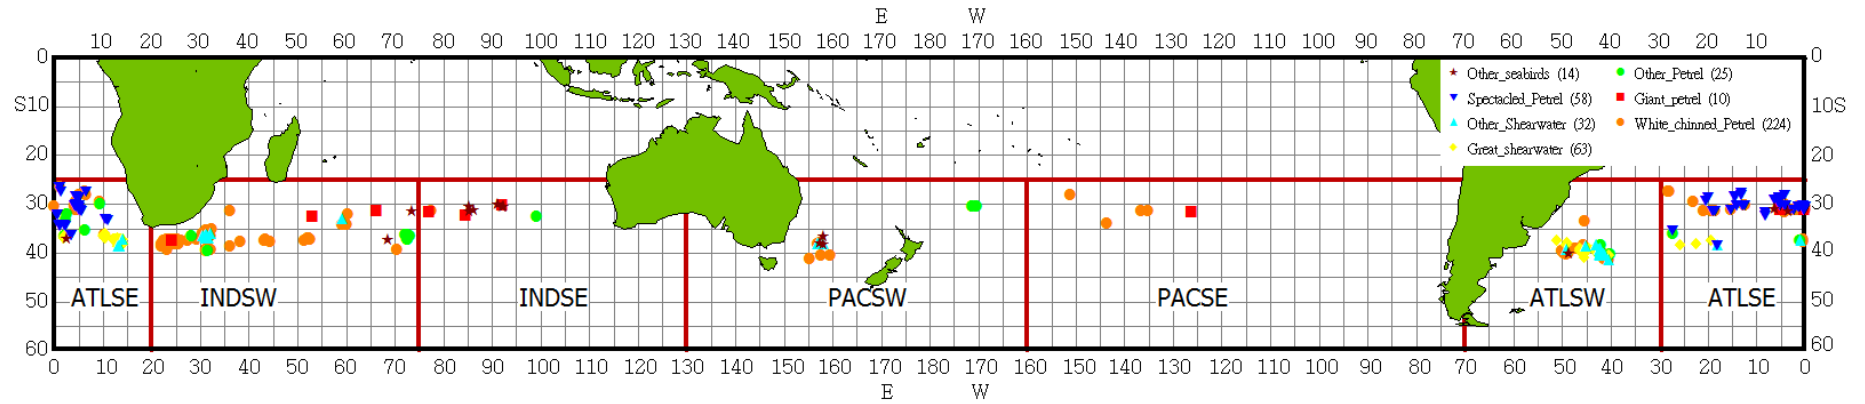 E W
10 20 30 40 50 60 70 80 90 100 110 120 130 140 150 160 170 180 170 160 150 140 130 120 110 100 90 80 70 60 50 40 30 20 10
0 0
Other_seabirds (14) Other_Petrel (25)
S10 Spectacled_Petrel (58) Giant_petrel (10) 10S
Other_Shearwater (32) White_chinned_Petrel (224)
20 Great_shearwater (63) 20
30 30
40 40
50 ATLSE INDSW INDSE PACSW PACSE ATLSW ATLSE 50
60 60
0 10 20 30 40 50 60 70 80 90 100 110 120 130 140 150 160 170 180 170 160 150 140 130 120 110 100 90 80 70 60 50 40 30 20 10 0
E W